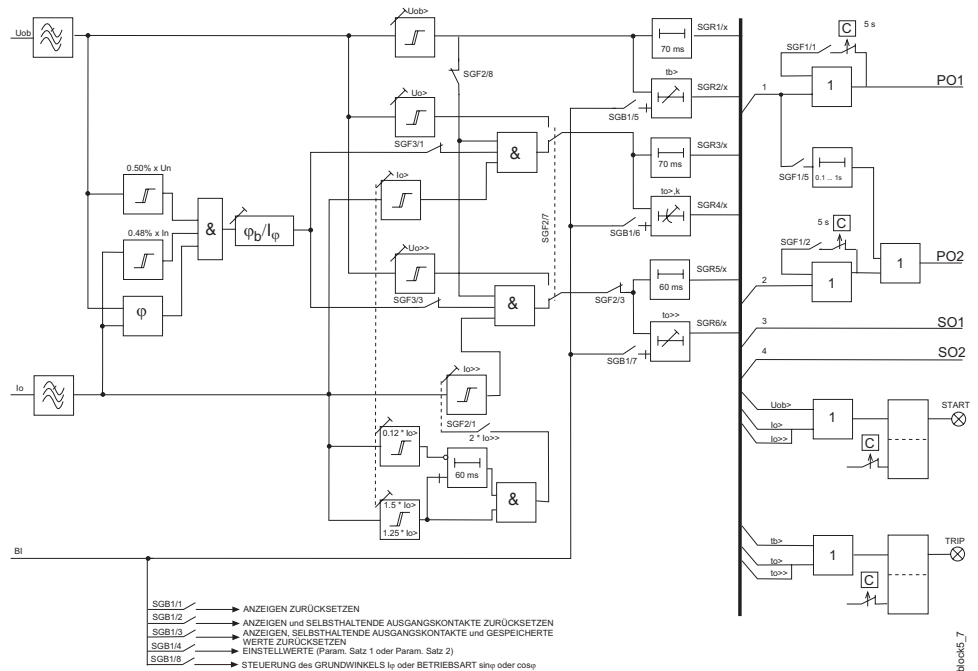 Uob
Uob>
SGF2/8
Uo>
SGF3/1
&
Io>
0.50% x Un
0.48% x In
&
φb/Iφ
φ
Uo>>
SGF3/3
&
SGF2/7
SGF2/3
70 ms
SGR1/x
tb>
SGR2/x
SGB1/5
70 ms
SGR3/x
to>,k
SGR4/x
SGB1/6
60 ms
SGR5/x
to>>
SGR6/x
SGB1/7
Io
Io>>
SGF2/1
2 * Io>>
0.12 * Io>
60 ms
&
1.5 * Io>
1.25 * Io>
BI
SGB1/1 ANZEIGEN ZURÜCKSETZEN
SGB1/2 ANZEIGEN und SELBSTHALTENDE AUSGANGSKONTAKTE ZURÜCKSETZEN
SGB1/3 ANZEIGEN, SELBSTHALTENDE AUSGANGSKONTAKTE und GESPEICHERTE
WERTE ZURÜCKSETZEN
SGB1/4 EINSTELLWERTE (Param. Satz 1 oder Param. Satz 2)
SGB1/8 STEUERUNG des GRUNDWINKELS Iφ oder BETRIEBSART sinφ oder cosφ
C 5 s
SGF1/1
1
1
PO1
SGF1/5
0.1 ... 1s
5 s C
SGF1/2
2
1
1
PO2
3
SO1
4
SO2
Uob>
Io>
Io>>
1
C
START
tb>
to>
to>>
1
C
TRIP
block5_7